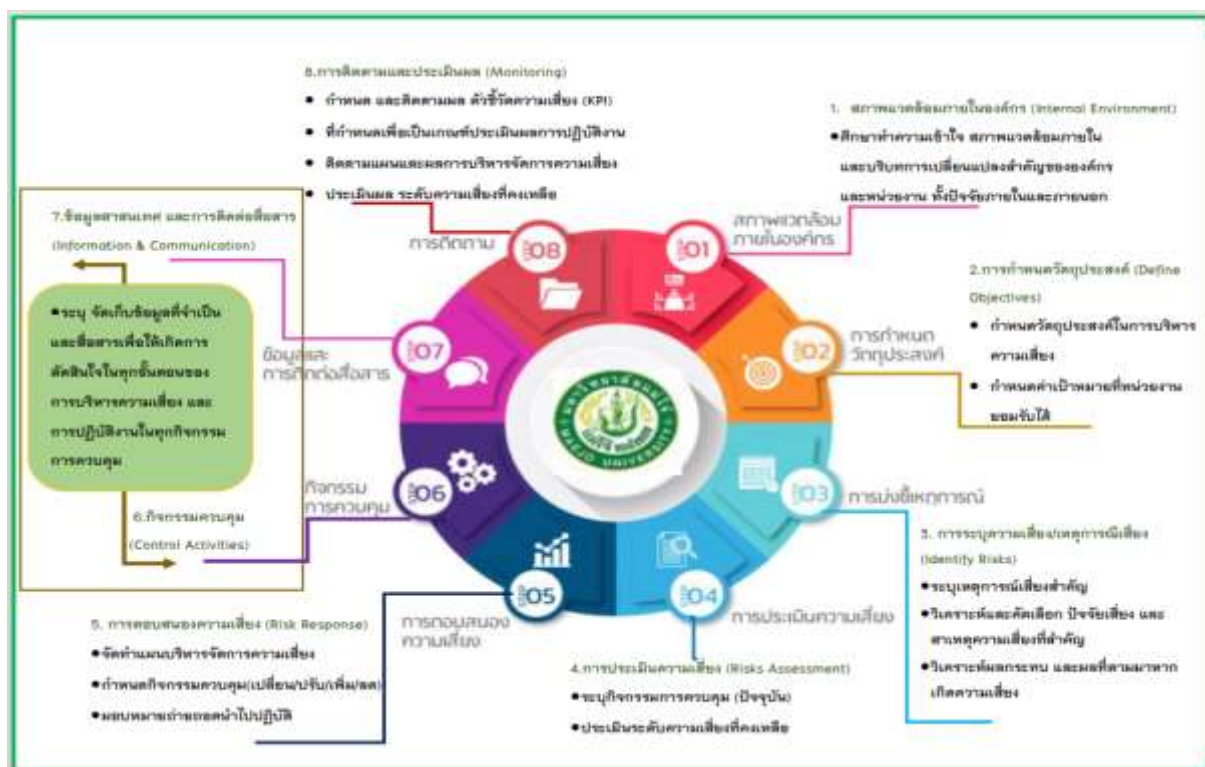 8.การติดตามและประเมินผล (Monitoring)
● กำหนด และติดตามผล ตัวชี้วัดความเสี่ยง (KPI)
● ที่กำหนดเพื่อเป็นเกณฑ์ประเมินผลการปฏิบัติงาน
● ติดตามแผนและผลการบริหารจัดการความเสี่ยง
● ประเมินผล ระดับความเสี่ยงที่คงเหลือ
1. สภาพแวดล้อมภายในองค์กร (Internal Environment)
●ศึกษาทำความเข้าใจ สภาพแวดล้อมภายใน
และบริบทการเปลี่ยนแปลงสำคัญขององค์กร
และหน่วยงาน ทั้งปัจจัยภายในและภายนอก
2.การกำหนดวัตถุประสงค์ (Define
Objectives)
● กำหนดวัตถุประสงค์ในการบริหาร
ความเสี่ยง
● กำหนดค่าเป้าหมายที่หน่วยงาน
ยอมรับได้
3. การระบุความเสี่ยง/เหตุการณ์เสี่ยง
(Identify Risks)
●ระบุเหตุการณ์เสี่ยงสำคัญ
●วิเคราะห์และคัดเลือก ปัจจัยเสี่ยง และ
สาเหตุความเสี่ยงที่สำคัญ
●วิเคราะห์ผลกระทบ และผลที่ตามมาหาก
เกิดความเสี่ยง
4.การประเมินความเสี่ยง (Risks Assessment)
●ระบุกิจกรรมการควบคุม (ปัจจุบัน)
●ประเมินระดับความเสี่ยงที่คงเหลือ
5. การตอบสนองความเสี่ยง (Risk Response)
●จัดทำแผนบริหารจัดการความเสี่ยง
●กำหนดกิจกรรมควบคุม(เปลี่ยน/ปรับ/เพิ่ม/ลด)
●มอบหมายถ่ายทอดนำไปปฏิบัติ
6.กิจกรรมควบคุม
(Control Activities)
7.ข้อมูลสารสนเทศ และการติดต่อสื่อสาร
(Information & Communication)
●ระบุ จัดเก็บข้อมูลที่จำเป็น
และสื่อสารเพื่อให้เกิดการ
ตัดสินใจในทุกขั้นตอนของ
การบริหารความเสี่ยง และ
การปฏิบัติงานในทุกกิจกรรม
การควบคุม
01
สภาพแวดล้อม
ภายในองค์กร
02
การกำหนด
วัตถุประสงค์
03
การบ่งชี้เหตุการณ์
04
การประเมินความเสี่ยง
05
การตอบสนอง
ความเสี่ยง
06
กิจกรรม
การควบคุม
07
ข้อมูลและ
การติดต่อสื่อสาร
08
การติดตาม
มหาวิทยาลัยแม่โจ้
MAEJO UNIVERSITY